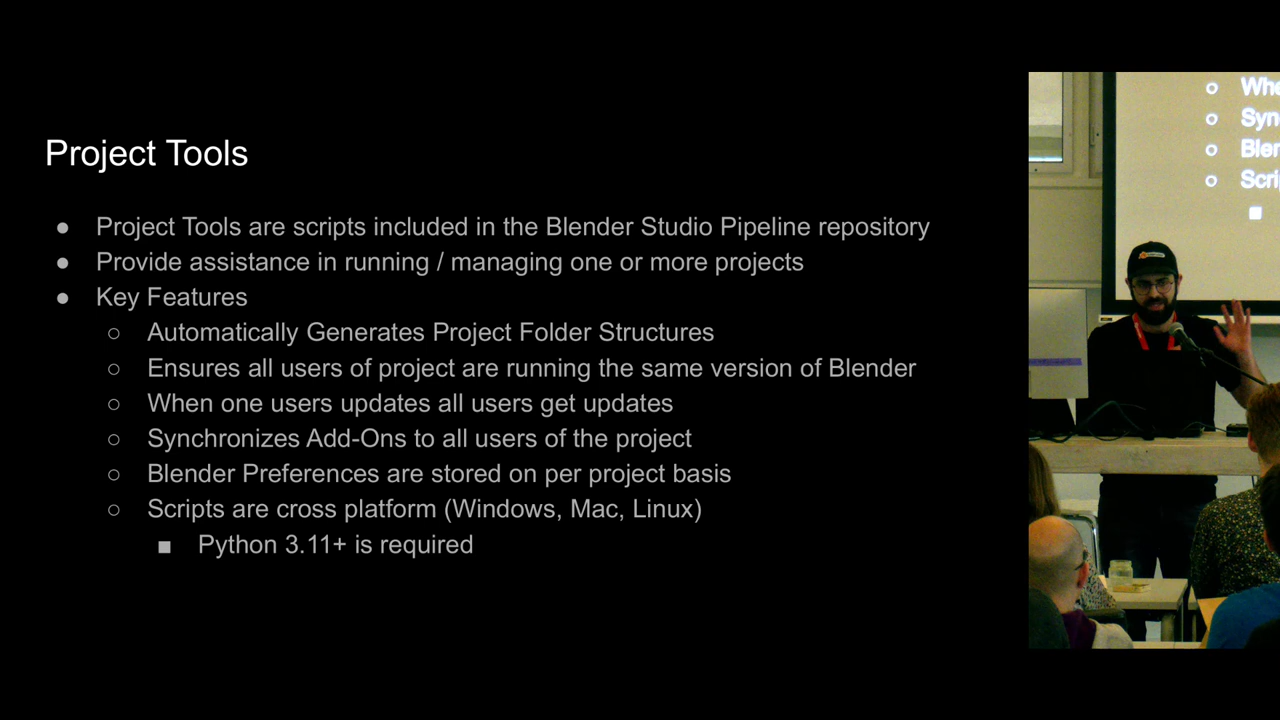 Project Tools
● Project Tools are scripts included in the Blender Studio Pipeline repository
● Provide assistance in running / managing one or more projects
● Key Features
○ Automatically Generates Project Folder Structures
○ Ensures all users of project are running the same version of Blender
○ When one users updates all users get updates
○ Synchronizes Add-Ons to all users of the project
○ Blender Preferences are stored on per project basis
○ Scripts are cross platform (Windows, Mac, Linux)
■ Python 3.11+ is required
○ Whe
○ Syn
○ Blen
○ Scri